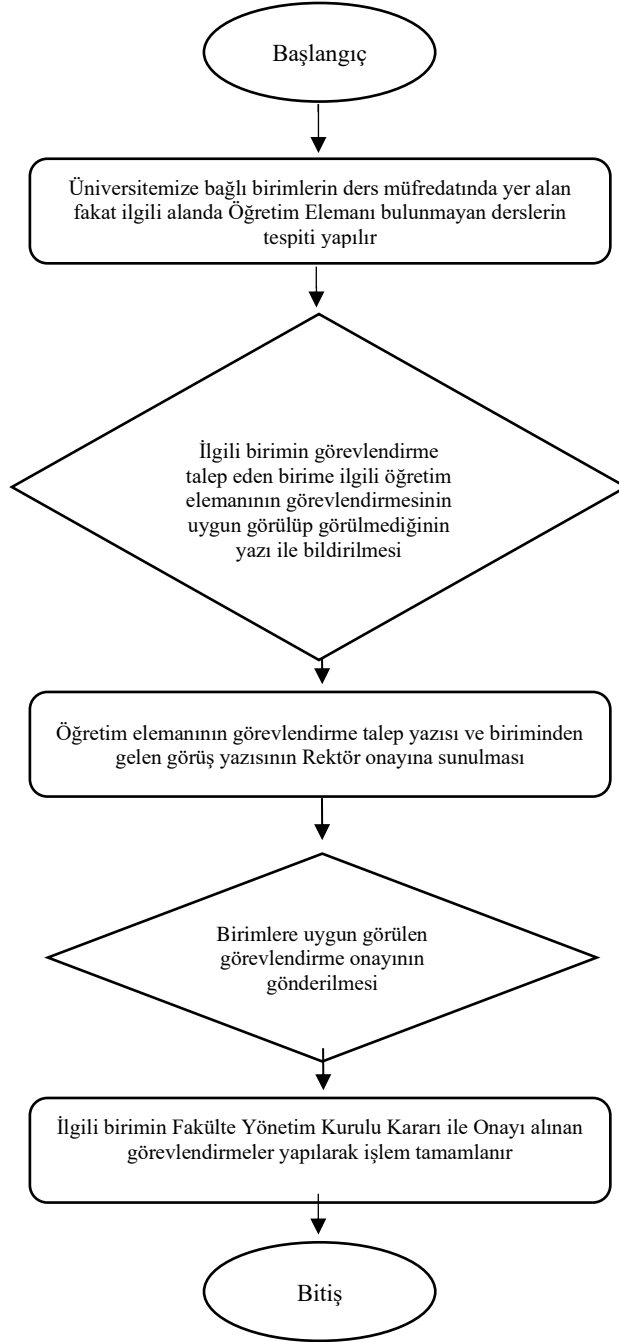 Başlangıç
Üniversitemize bağlı birimlerin ders müfredatında yer alan
fakat ilgili alanda Öğretim Elemanı bulunmayan derslerin
tespiti yapılır
İlgili birimin görevlendirme
talep eden birime ilgili öğretim
elemanının görevlendirmesinin
uygun görülüp görülmediğinin
yazı ile bildirilmesi
Öğretim elemanının görevlendirme talep yazısı ve biriminden
gelen görüş yazısının Rektör onayına sunulması
Birimlere uygun görülen
görevlendirme onayının
gönderilmesi
İlgili birimin Fakülte Yönetim Kurulu Kararı ile Onayı alınan
görevlendirmeler yapılarak işlem tamamlanır
Bitiş